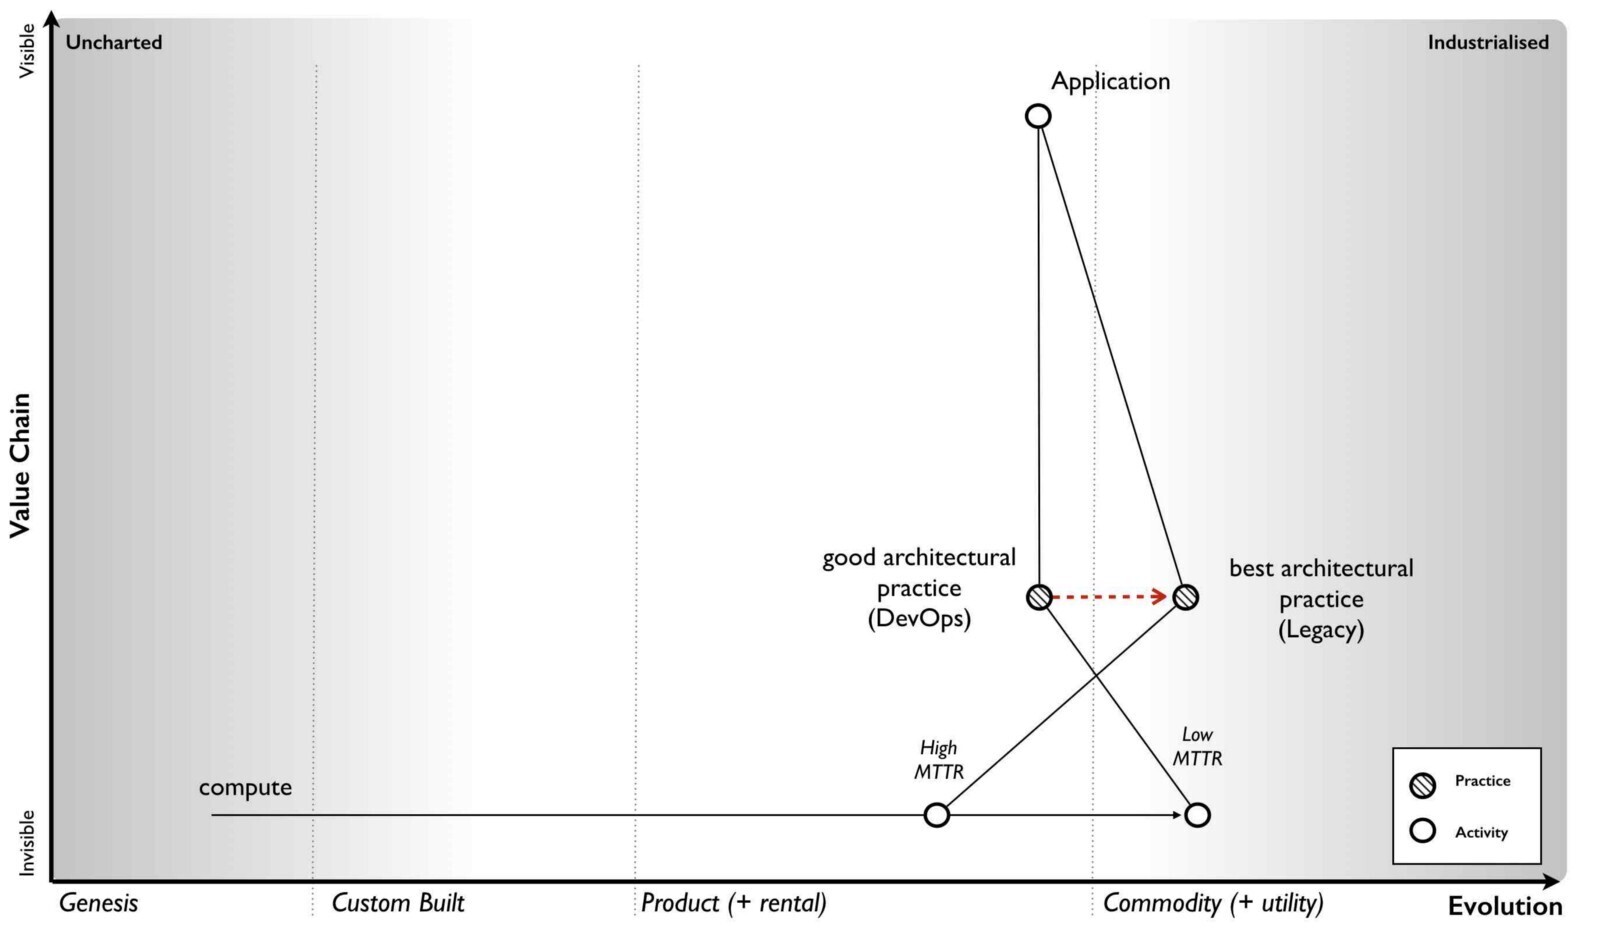 Visible
Uncharted
Industrialised
Application
Value Chain
good architectural
practice
(DevOps)
best architectural
practice
(Legacy)
High
MTTR
Low
MTTR
compute
Practice
Activity
Invisible
Genesis
Custom Built
Product (+ rental)
Commodity (+ utility)
Evolution